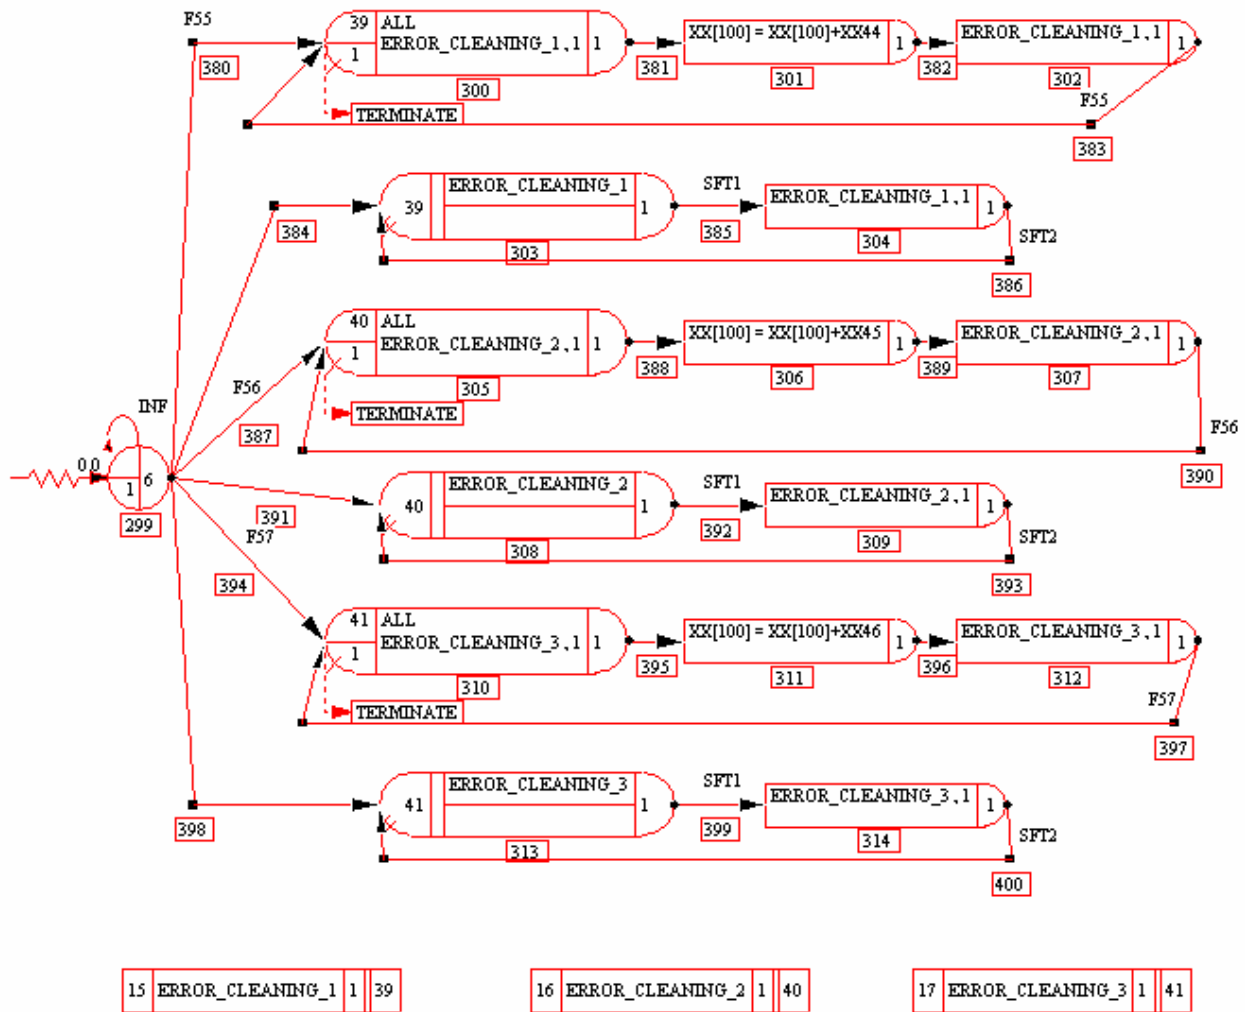 F55
380
39 ALL
ERROR_CLEANING_1,1 1
1
300
TERMINATE
381
XX[100] = XX[100]+XX44 1
301
382
ERROR_CLEANING_1,1 1
302
F55
383
384
39 ERROR_CLEANING_1 1
303
SFT1
385
ERROR_CLEANING_1,1 1
304
SFT2
386
F56
387
40 ALL
ERROR_CLEANING_2,1 1
1
305
TERMINATE
388
XX[100] = XX[100]+XX45 1
306
389
ERROR_CLEANING_2,1 1
307
F56
390
INF
0.0
1 6
299
391
40 ERROR_CLEANING_2 1
308
SFT1
392
ERROR_CLEANING_2,1 1
309
SFT2
393
F57
394
41 ALL
ERROR_CLEANING_3,1 1
1
310
TERMINATE
395
XX[100] = XX[100]+XX46 1
311
396
ERROR_CLEANING_3,1 1
312
F57
397
398
41 ERROR_CLEANING_3 1
313
SFT1
399
ERROR_CLEANING_3,1 1
314
SFT2
400
15 ERROR_CLEANING_1 1 39
16 ERROR_CLEANING_2 1 40
17 ERROR_CLEANING_3 1 41